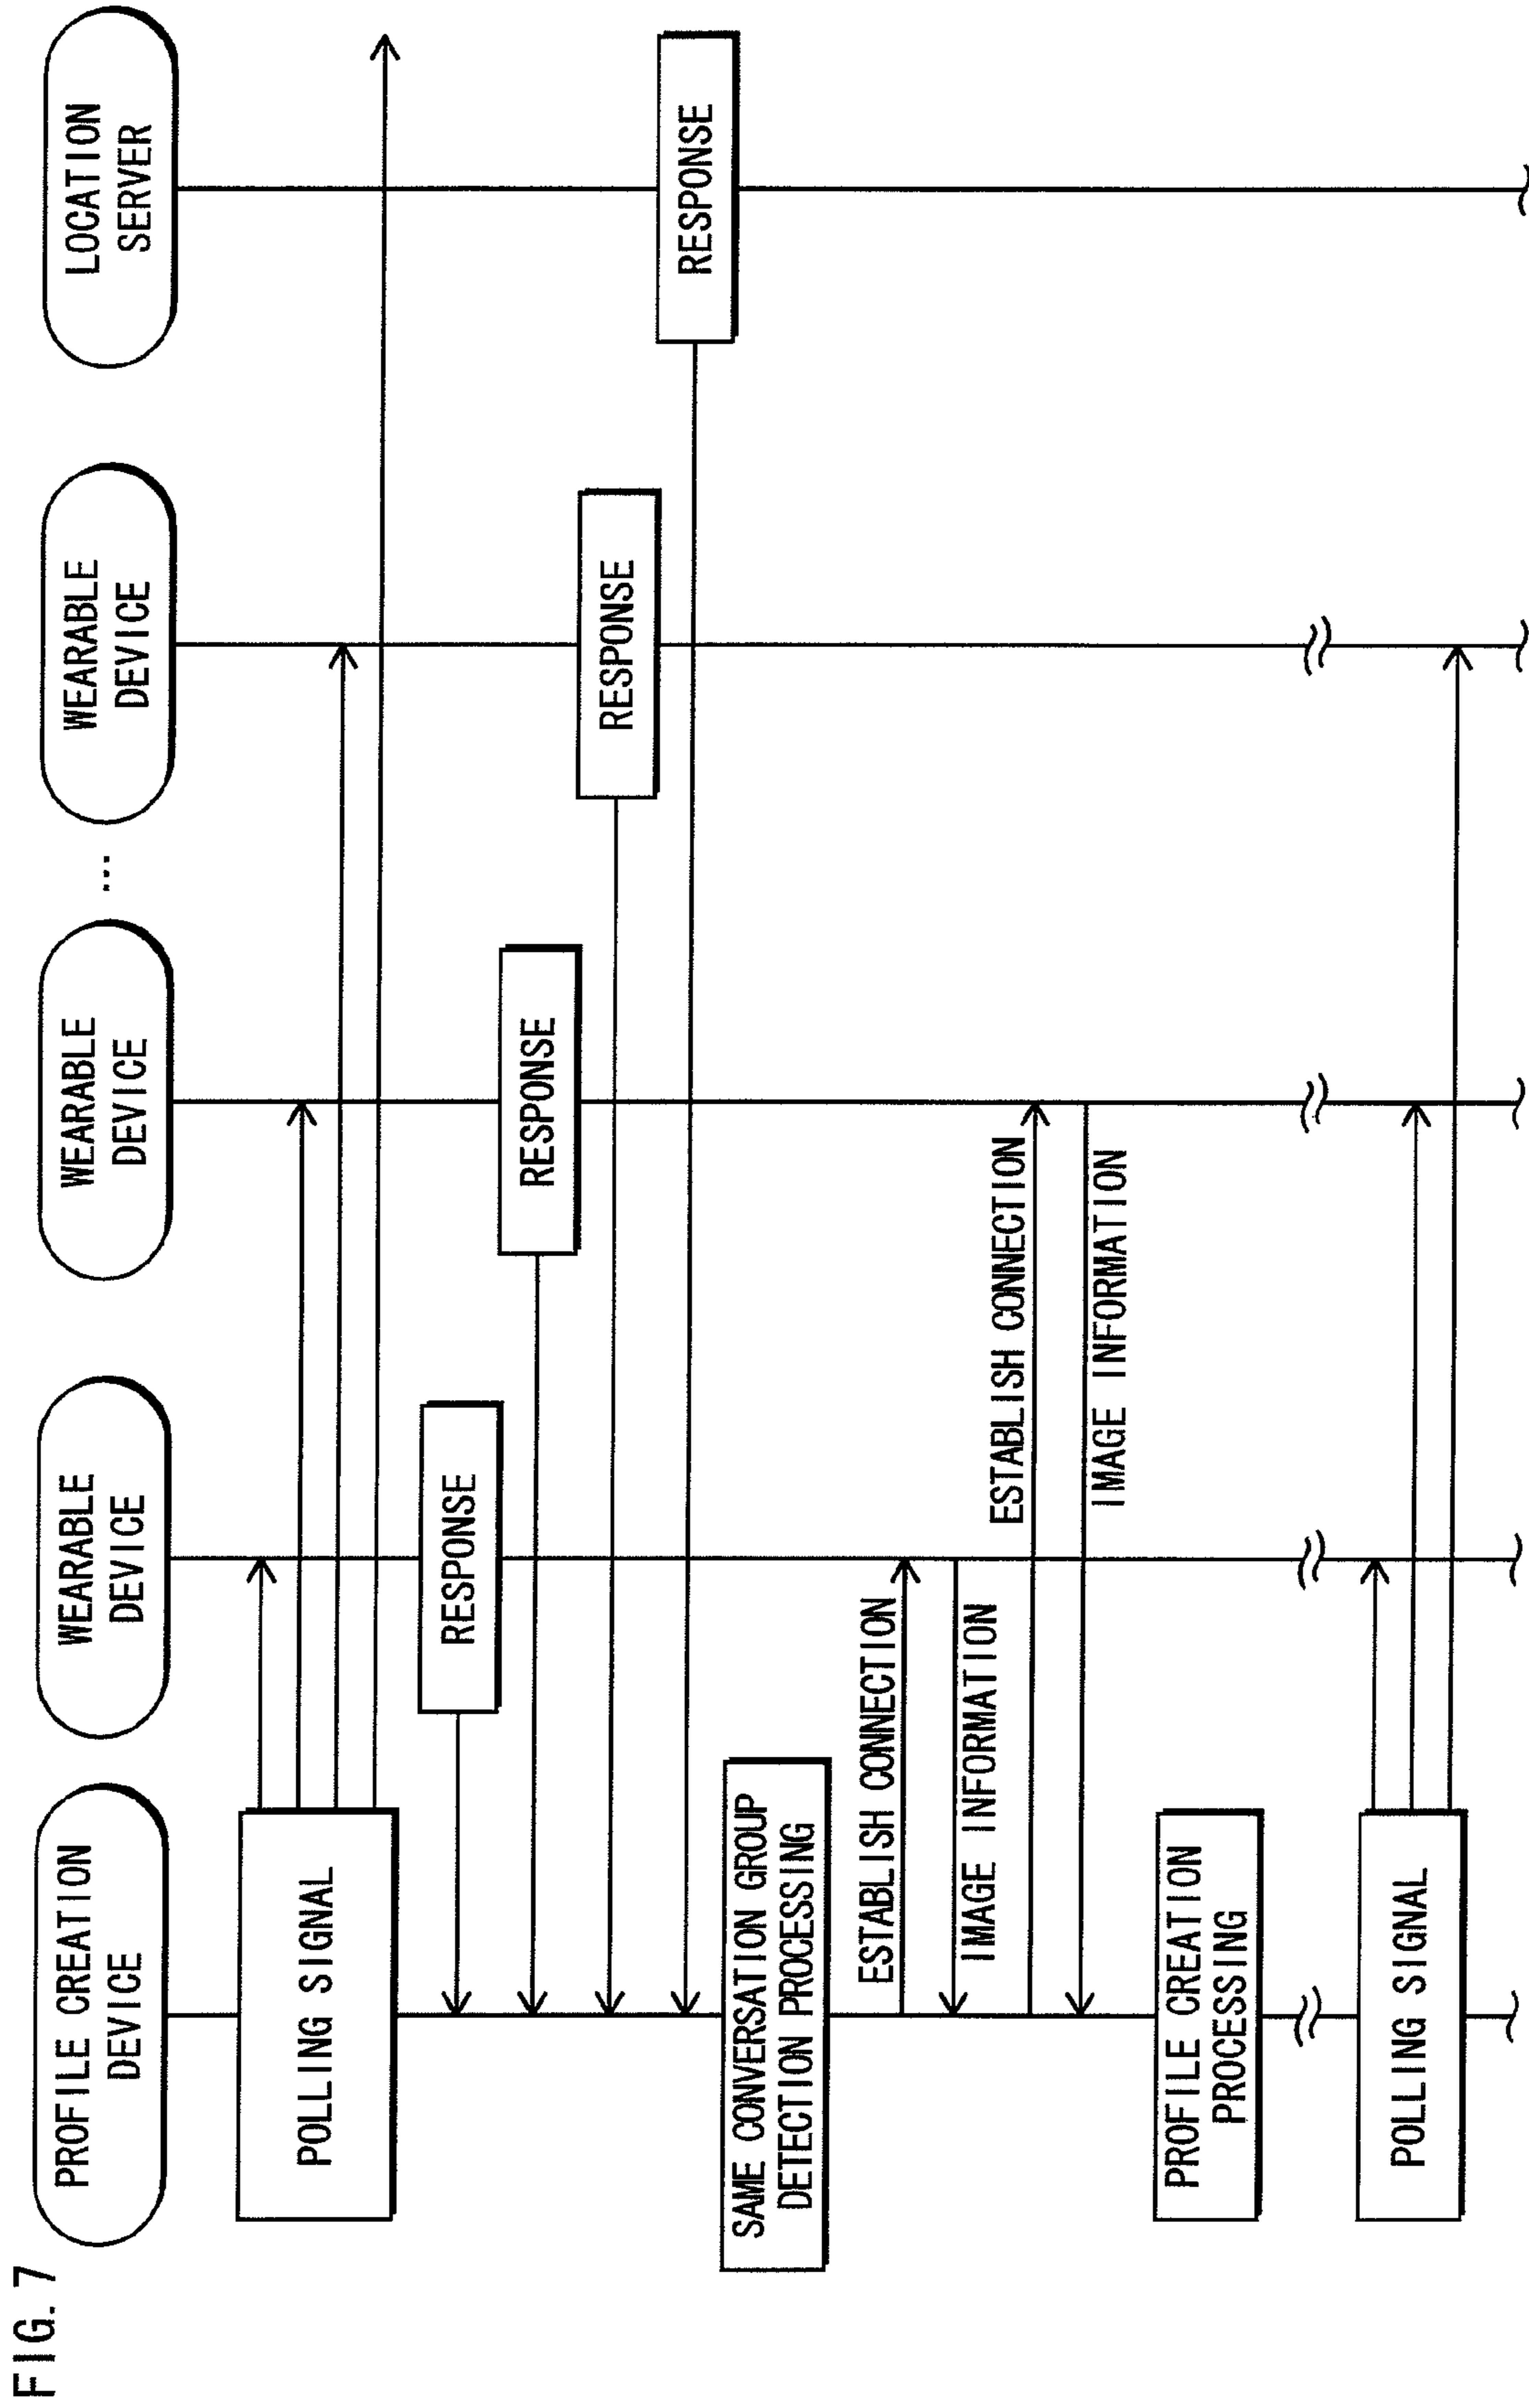 FIG. 7
PROFILE CREATION
DEVICE
WEARABLE
DEVICE
WEARABLE
DEVICE
...
WEARABLE
DEVICE
LOCATION
SERVER
POLLING SIGNAL
RESPONSE
RESPONSE
RESPONSE
RESPONSE
SAME CONVERSATION GROUP
DETECTION PROCESSING
ESTABLISH CONNECTION
IMAGE INFORMATION
ESTABLISH CONNECTION
IMAGE INFORMATION
PROFILE CREATION
PROCESSING
POLLING SIGNAL